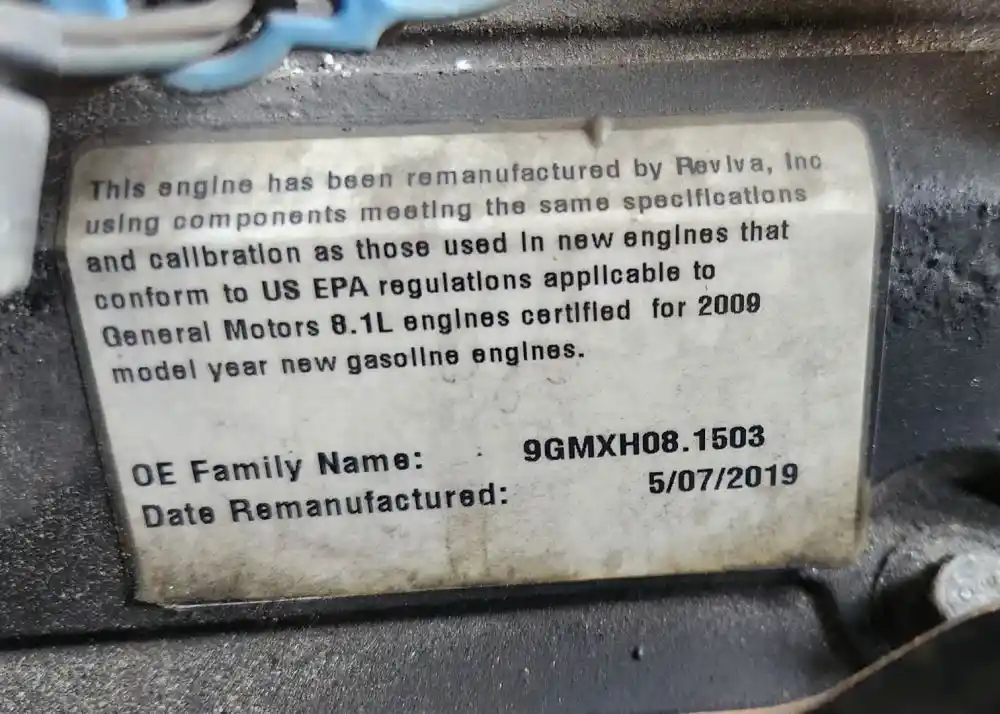 This engine has been remanufactured by Reviva, Inc
using components meeting the same specifications
and calibration as those used in new engines that
conform to US EPA regulations applicable to
General Motors 8.1L engines certified for 2009
model year new gasoline engines.
OE Family Name: 9GMXH08.1503
Date Remanufactured: 5/07/2019